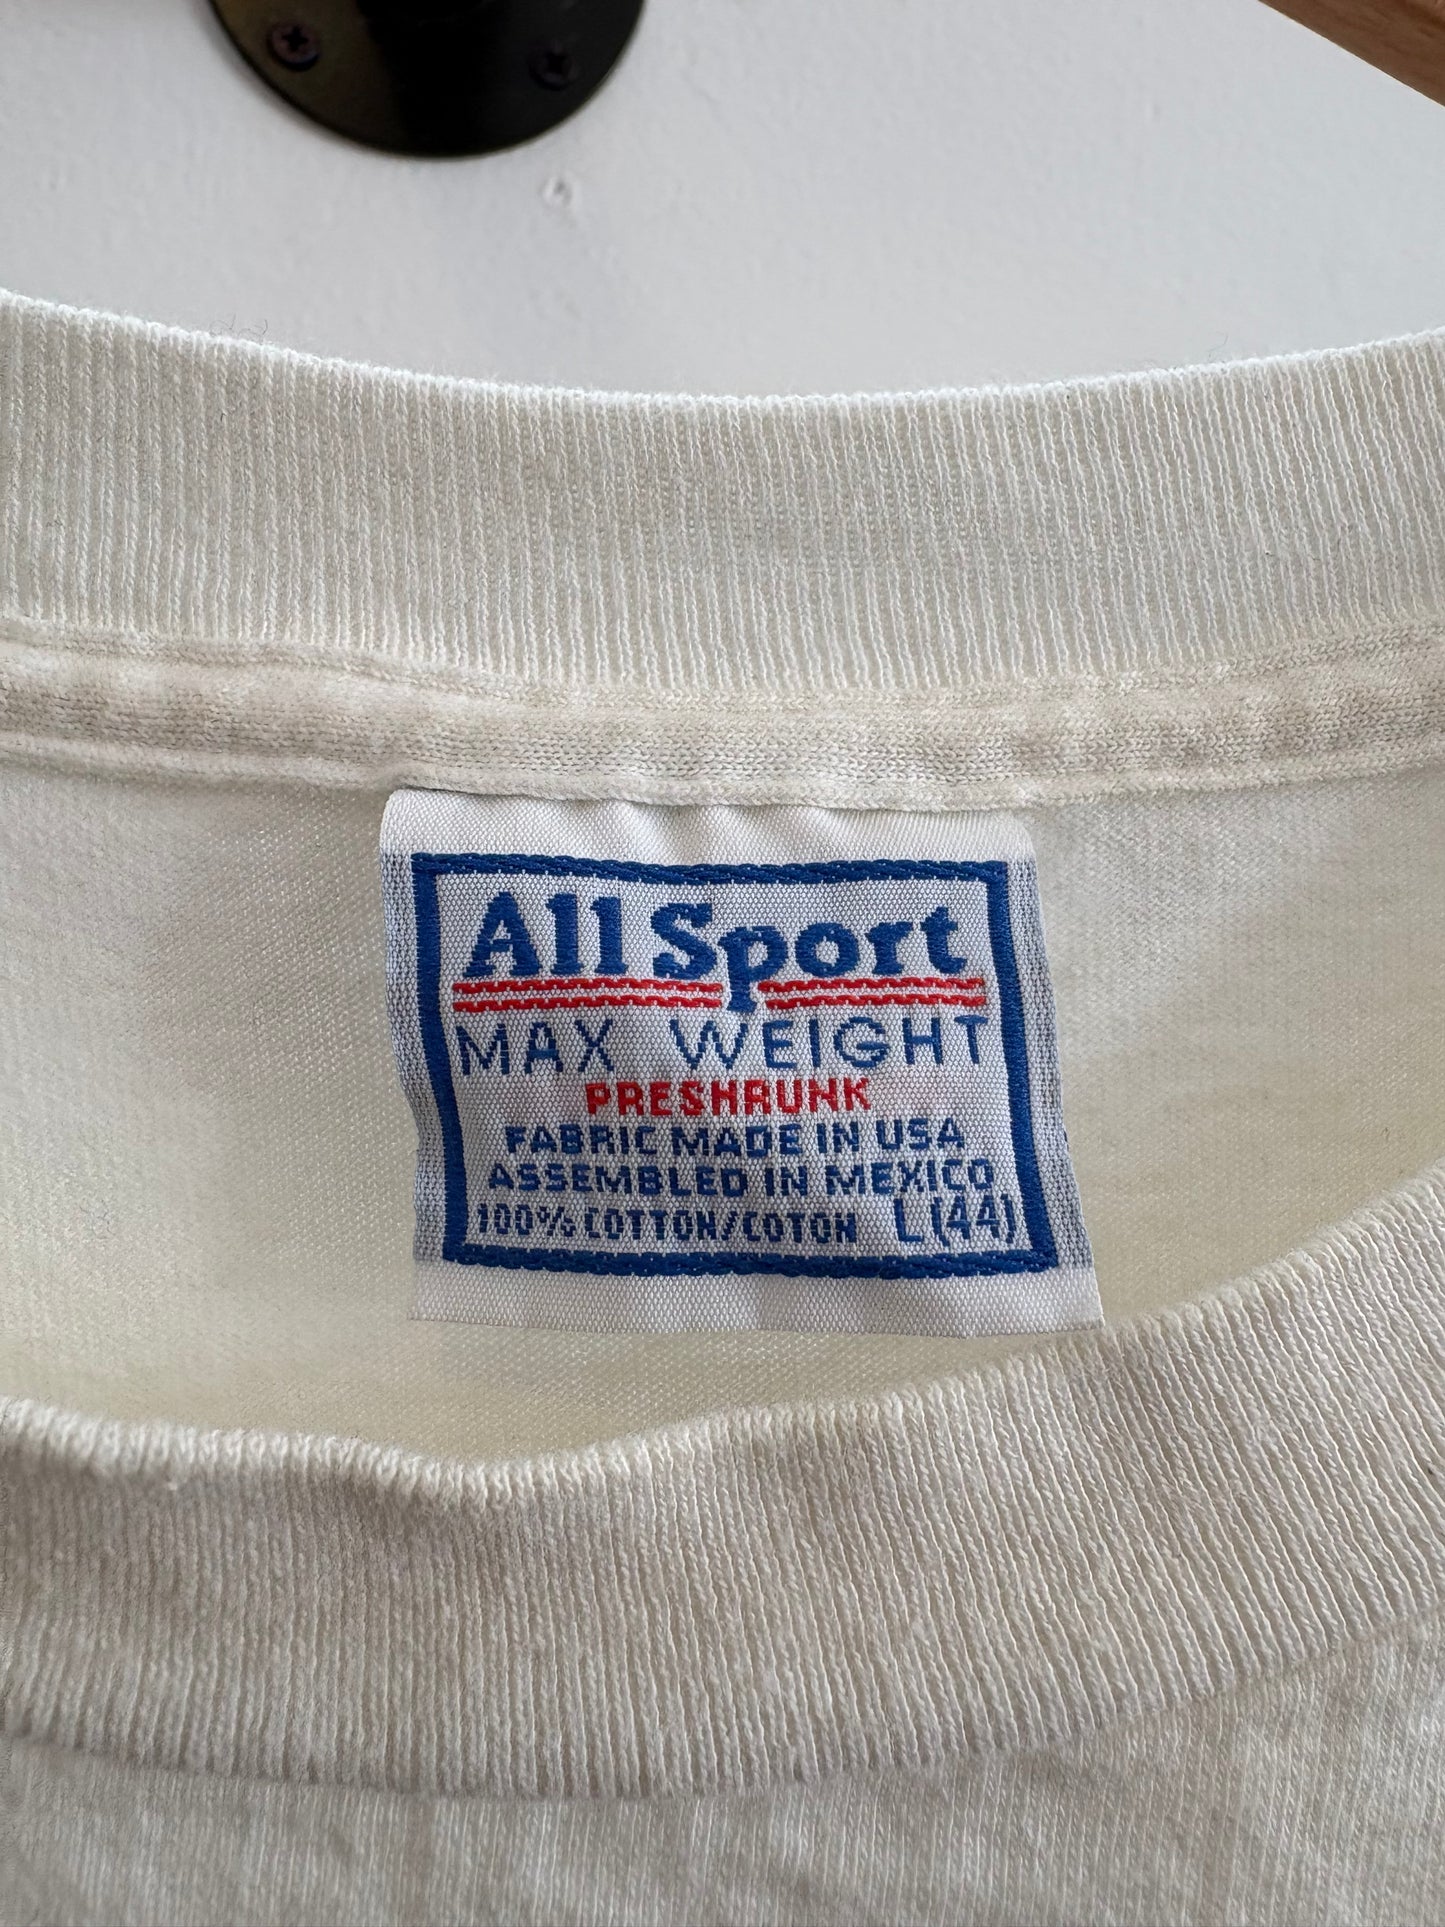 All Sport
MAX WEIGHT
PRESHRUNK
FABRIC MADE IN USA
ASSEMBLED IN MEXICO
100% COTTON/COTON L(44)